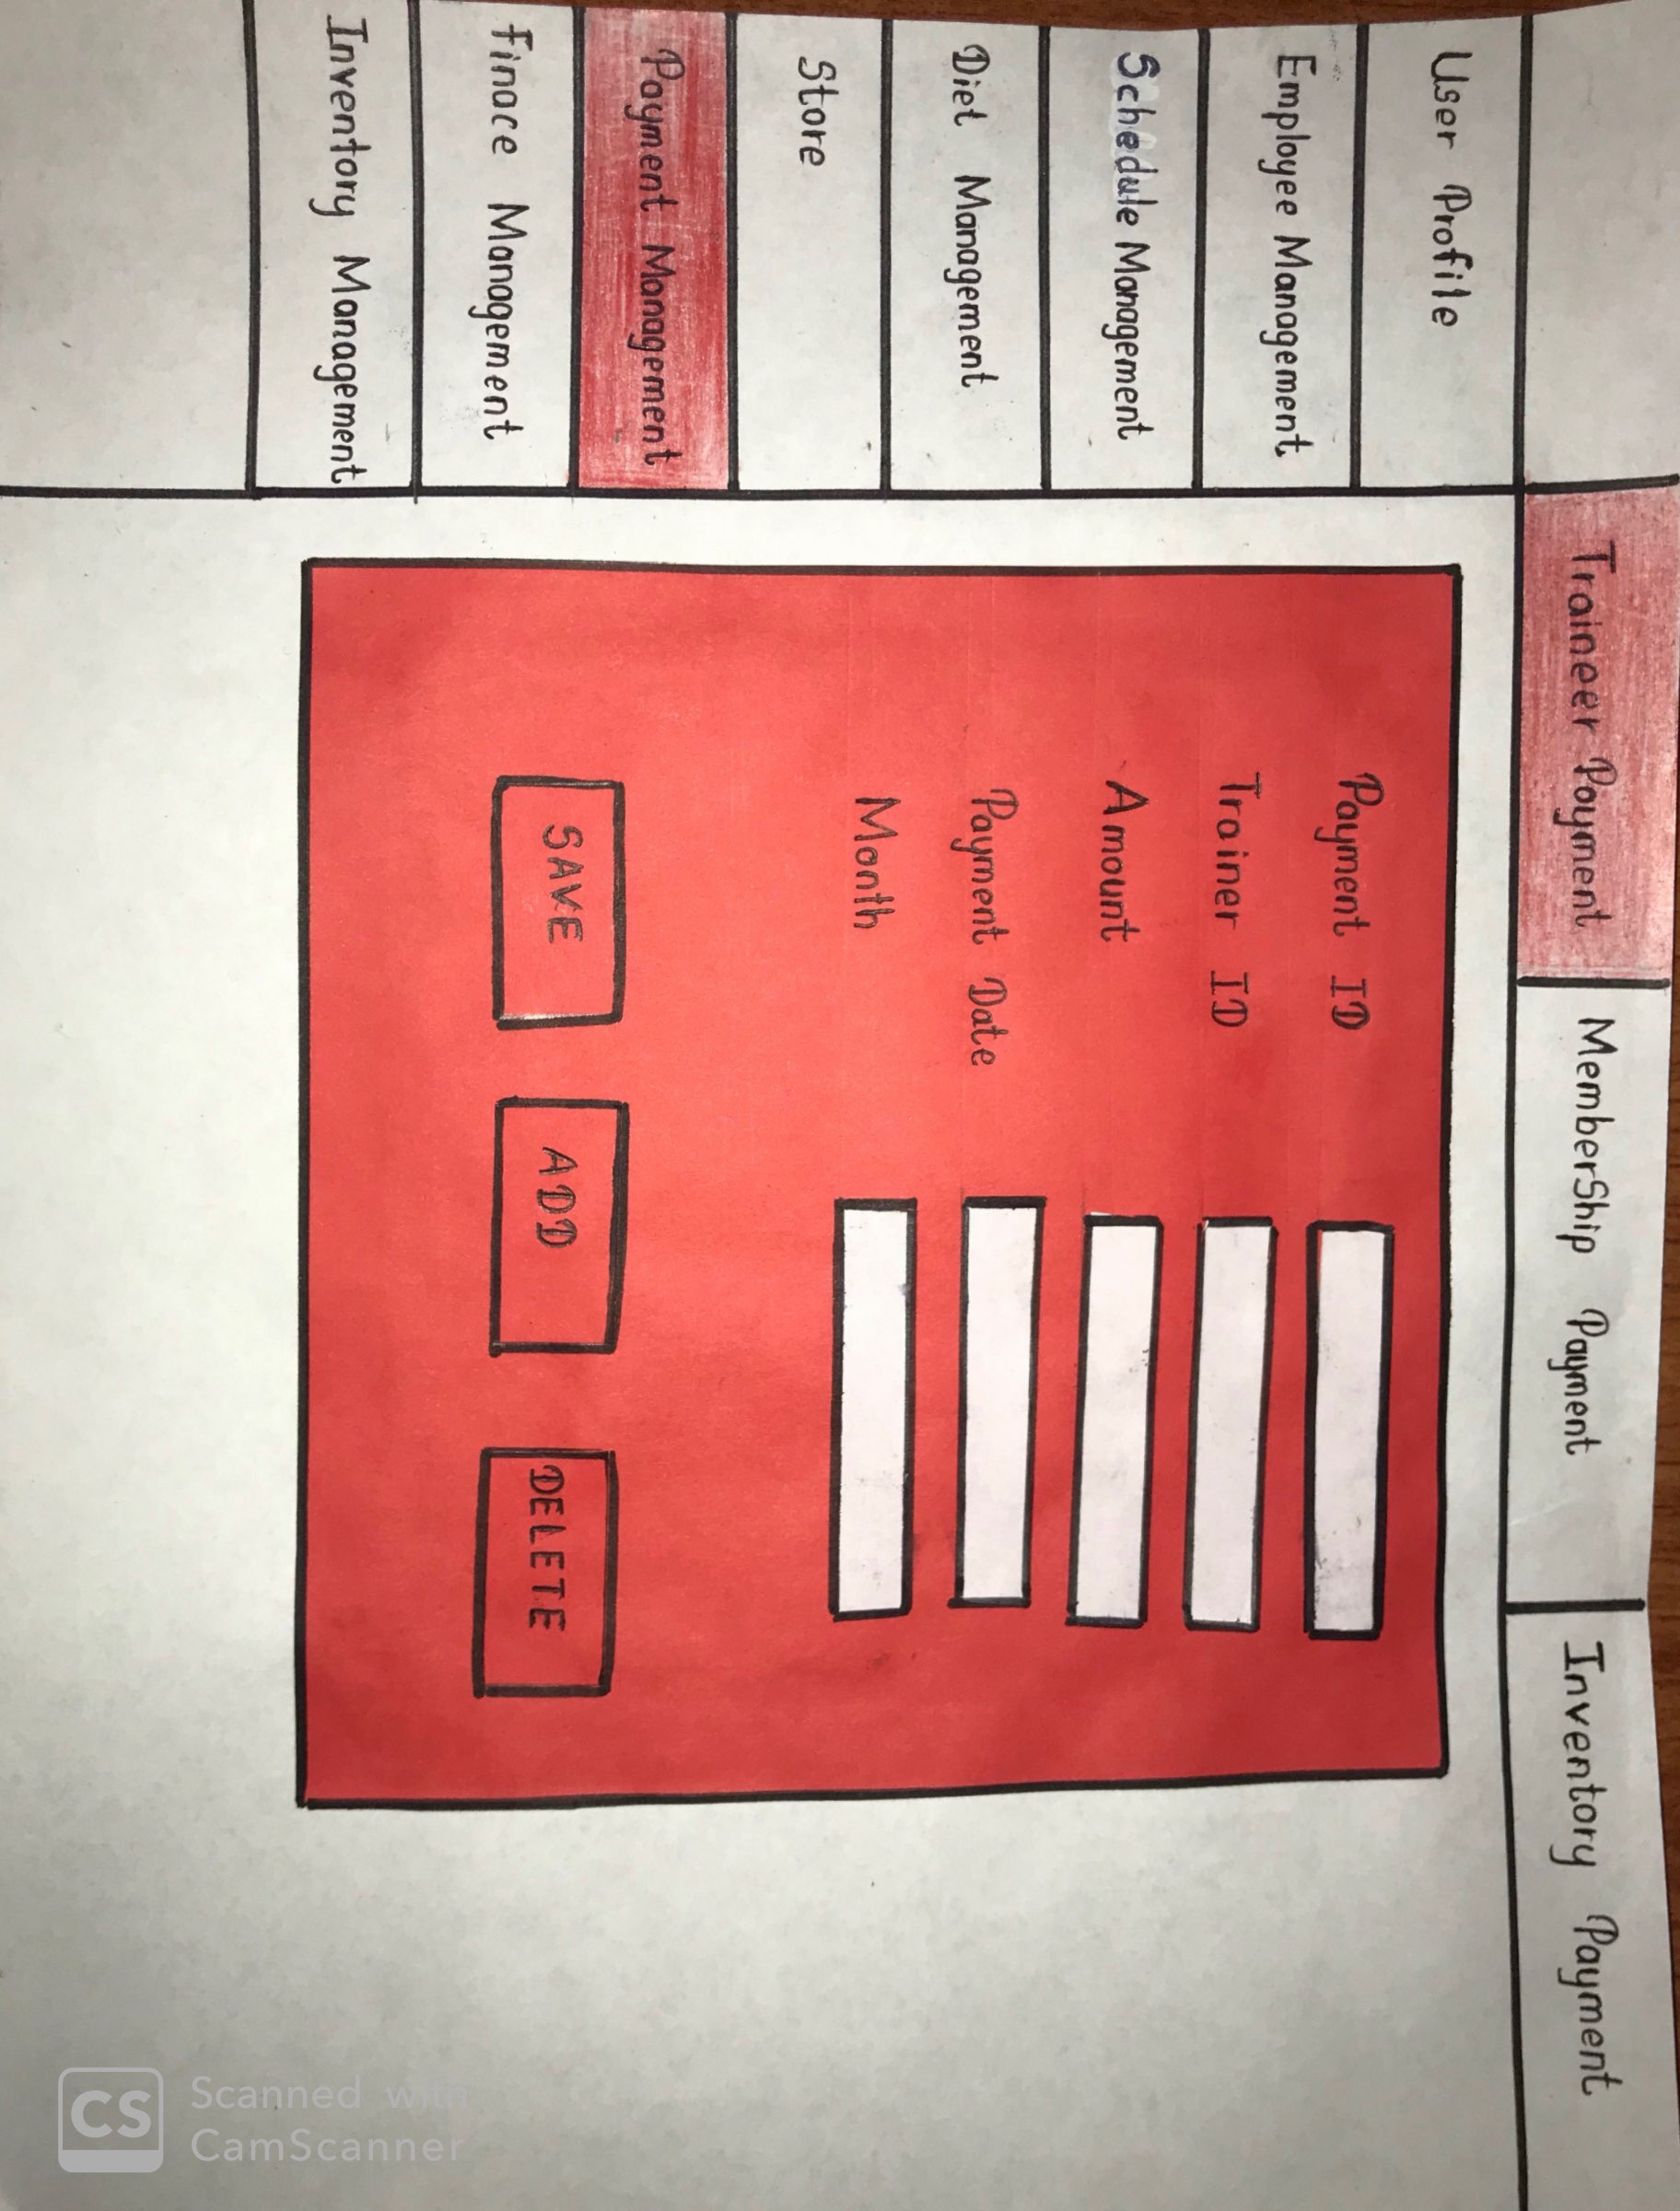 Traineer Payment
MemberShip Payment
Inventory Payment
User Profile
Employee Management
Schedule Management
Diet Management
Store
Payment Management
Finace Management
Inventory Management
Payment ID
Trainer ID
Amount
Payment Date
Month
SAVE
ADD
DELETE
CS
Scanned with
CamScanner